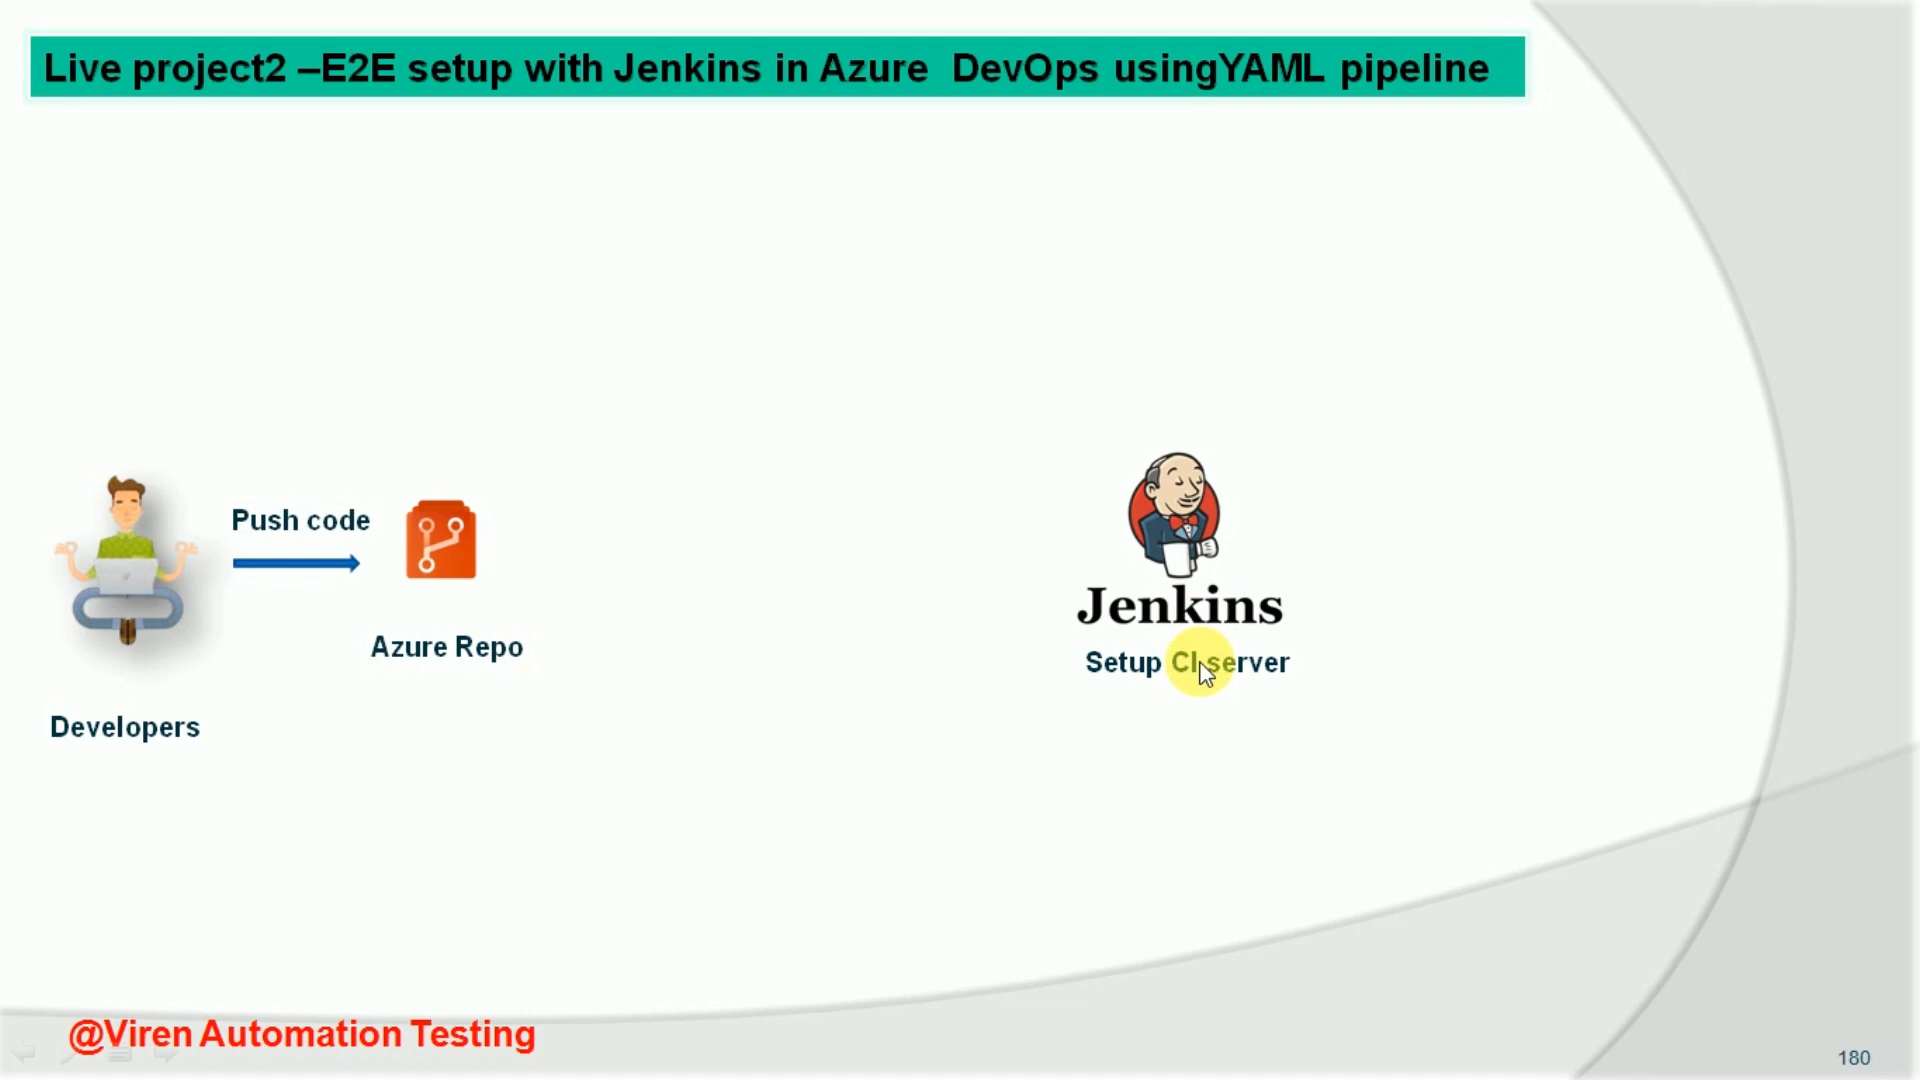 Live project2 –E2E setup with Jenkins in Azure  DevOps usingYAML pipeline
Push code
Azure Repo
Developers
Jenkins
Setup CI server
@Viren Automation Testing
180